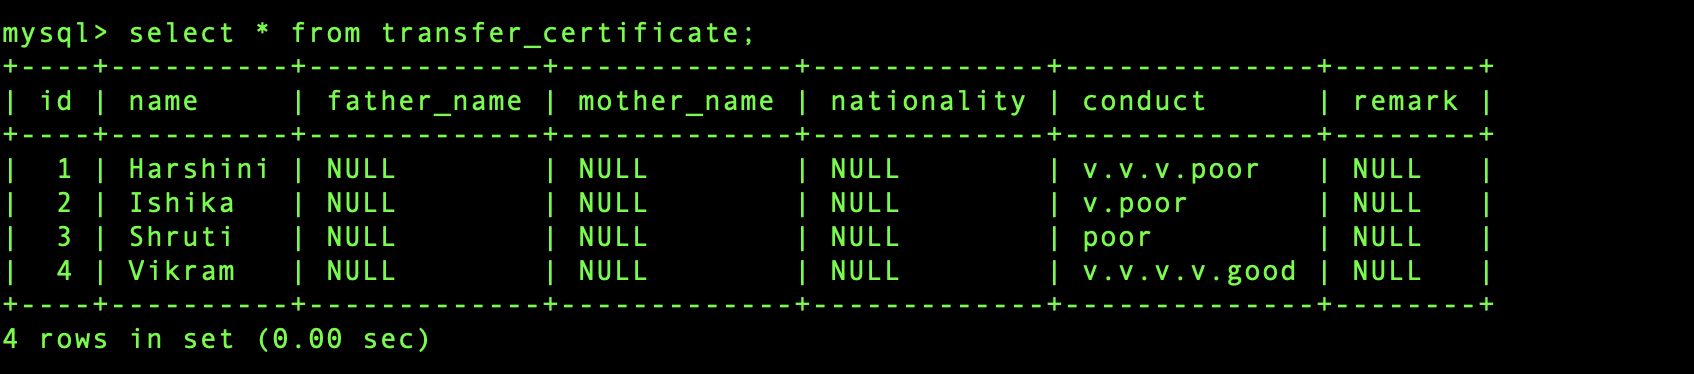 mysql> select * from transfer_certificate;
+----+----------+-------------+-------------+-------------+--------------+--------+
| id | name     | father_name | mother_name | nationality | conduct      | remark |
+----+----------+-------------+-------------+-------------+--------------+--------+
|  1 | Harshini | NULL        | NULL        | NULL        | v.v.v.poor   | NULL   |
|  2 | Ishika   | NULL        | NULL        | NULL        | v.poor       | NULL   |
|  3 | Shruti   | NULL        | NULL        | NULL        | poor         | NULL   |
|  4 | Vikram   | NULL        | NULL        | NULL        | v.v.v.v.good | NULL   |
+----+----------+-------------+-------------+-------------+--------------+--------+
4 rows in set (0.00 sec)